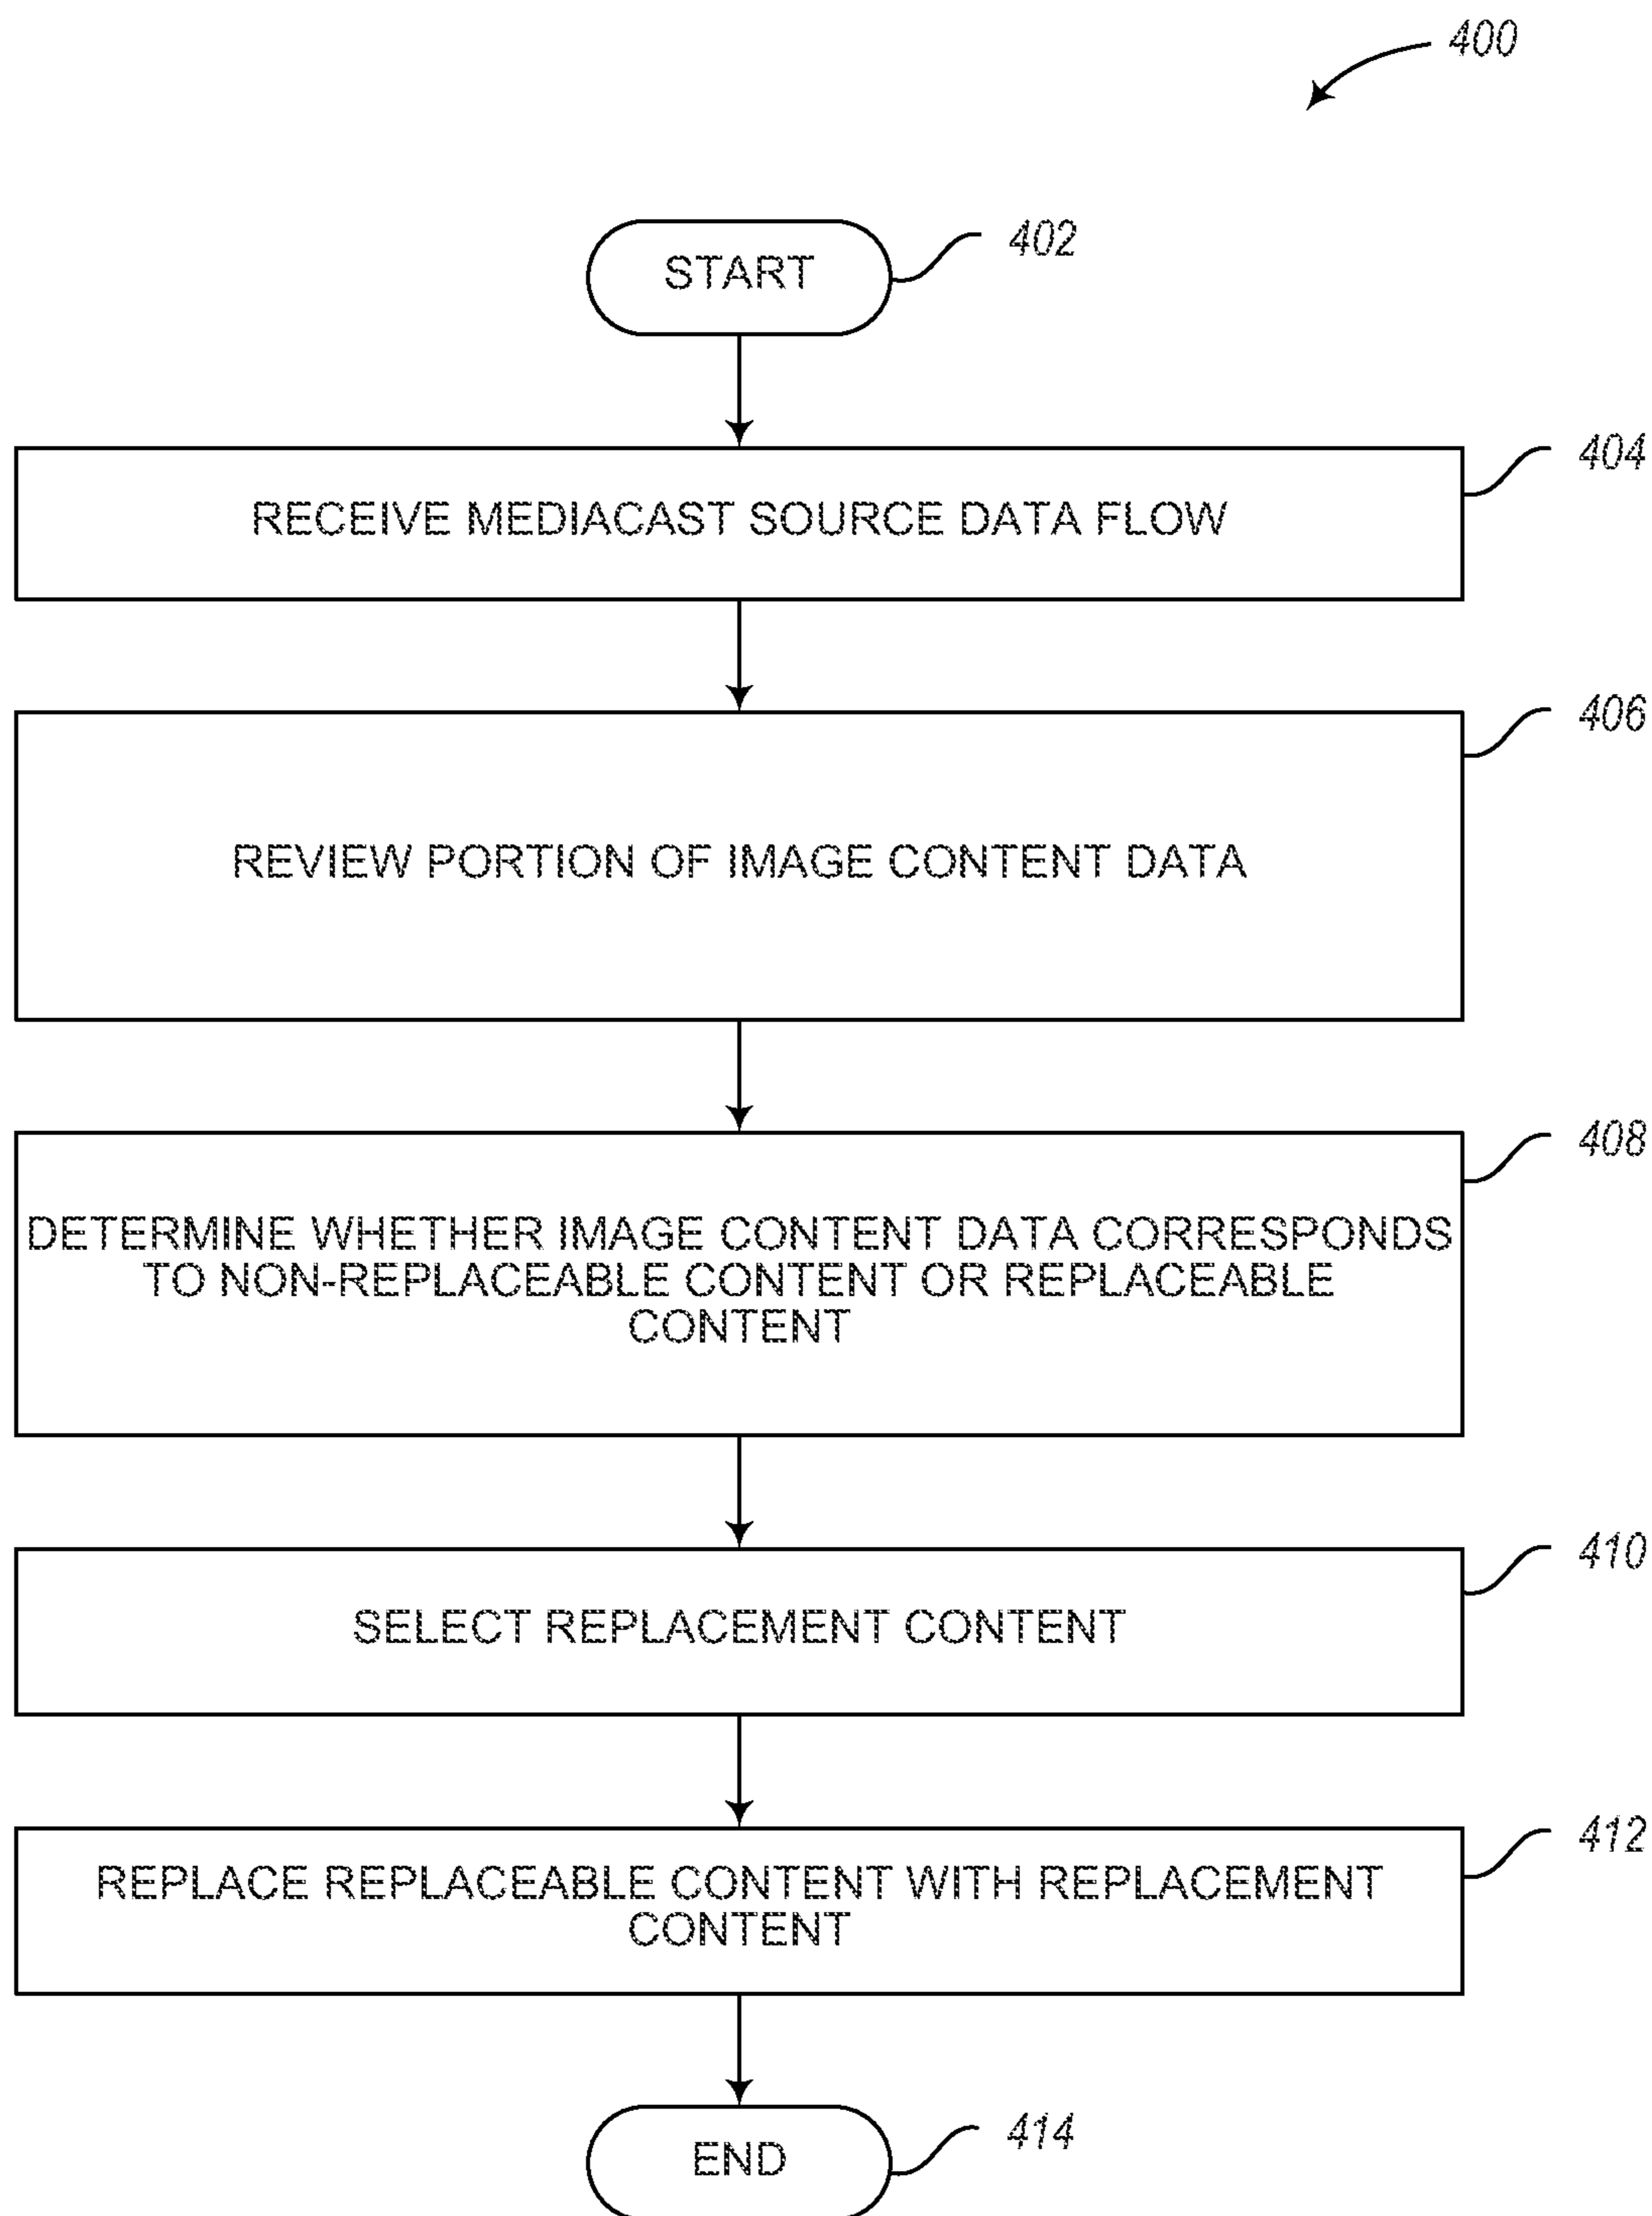 400
START
402
404
RECEIVE MEDIACAST SOURCE DATA FLOW
406
REVIEW PORTION OF IMAGE CONTENT DATA
408
DETERMINE WHETHER IMAGE CONTENT DATA CORRESPONDS
TO NON-REPLACEABLE CONTENT OR REPLACEABLE
CONTENT
410
SELECT REPLACEMENT CONTENT
412
REPLACE REPLACEABLE CONTENT WITH REPLACEMENT
CONTENT
END
414